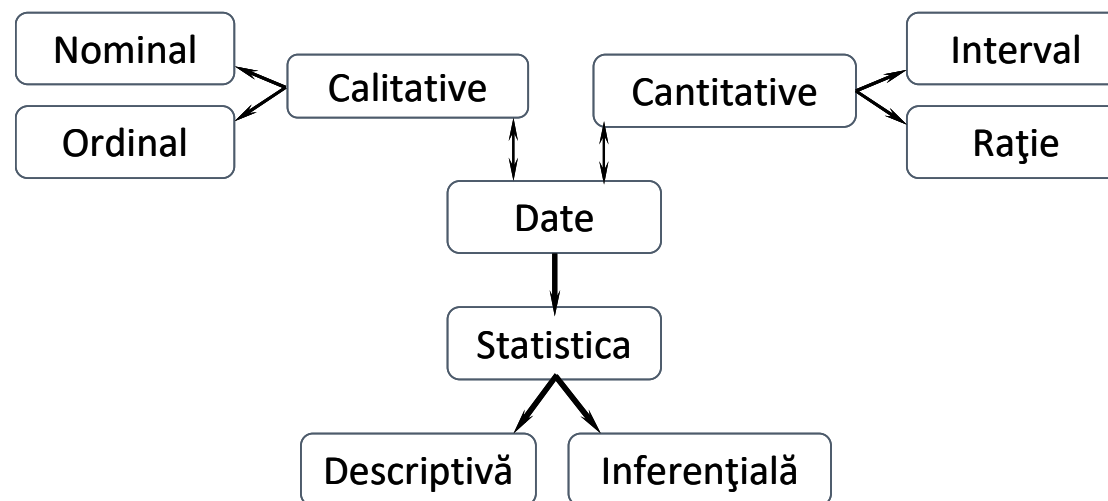 Nominal
Calitative
Ordinal
Cantitative
Interval
Raţie
Date
Statistica
Descriptivă
Inferenţială